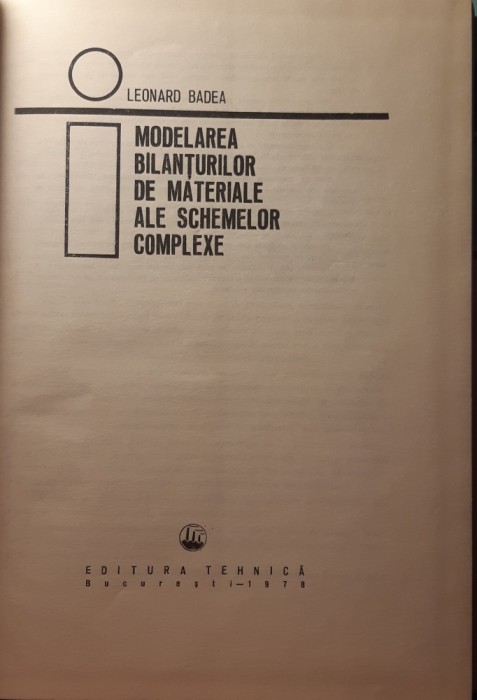 LEONARD BADEA
MODELAREA
BILANȚURILOR
DE MATERIALE
ALE SCHEMELOR
COMPLEXE
EDITURA TEHNICĂ
București—1978